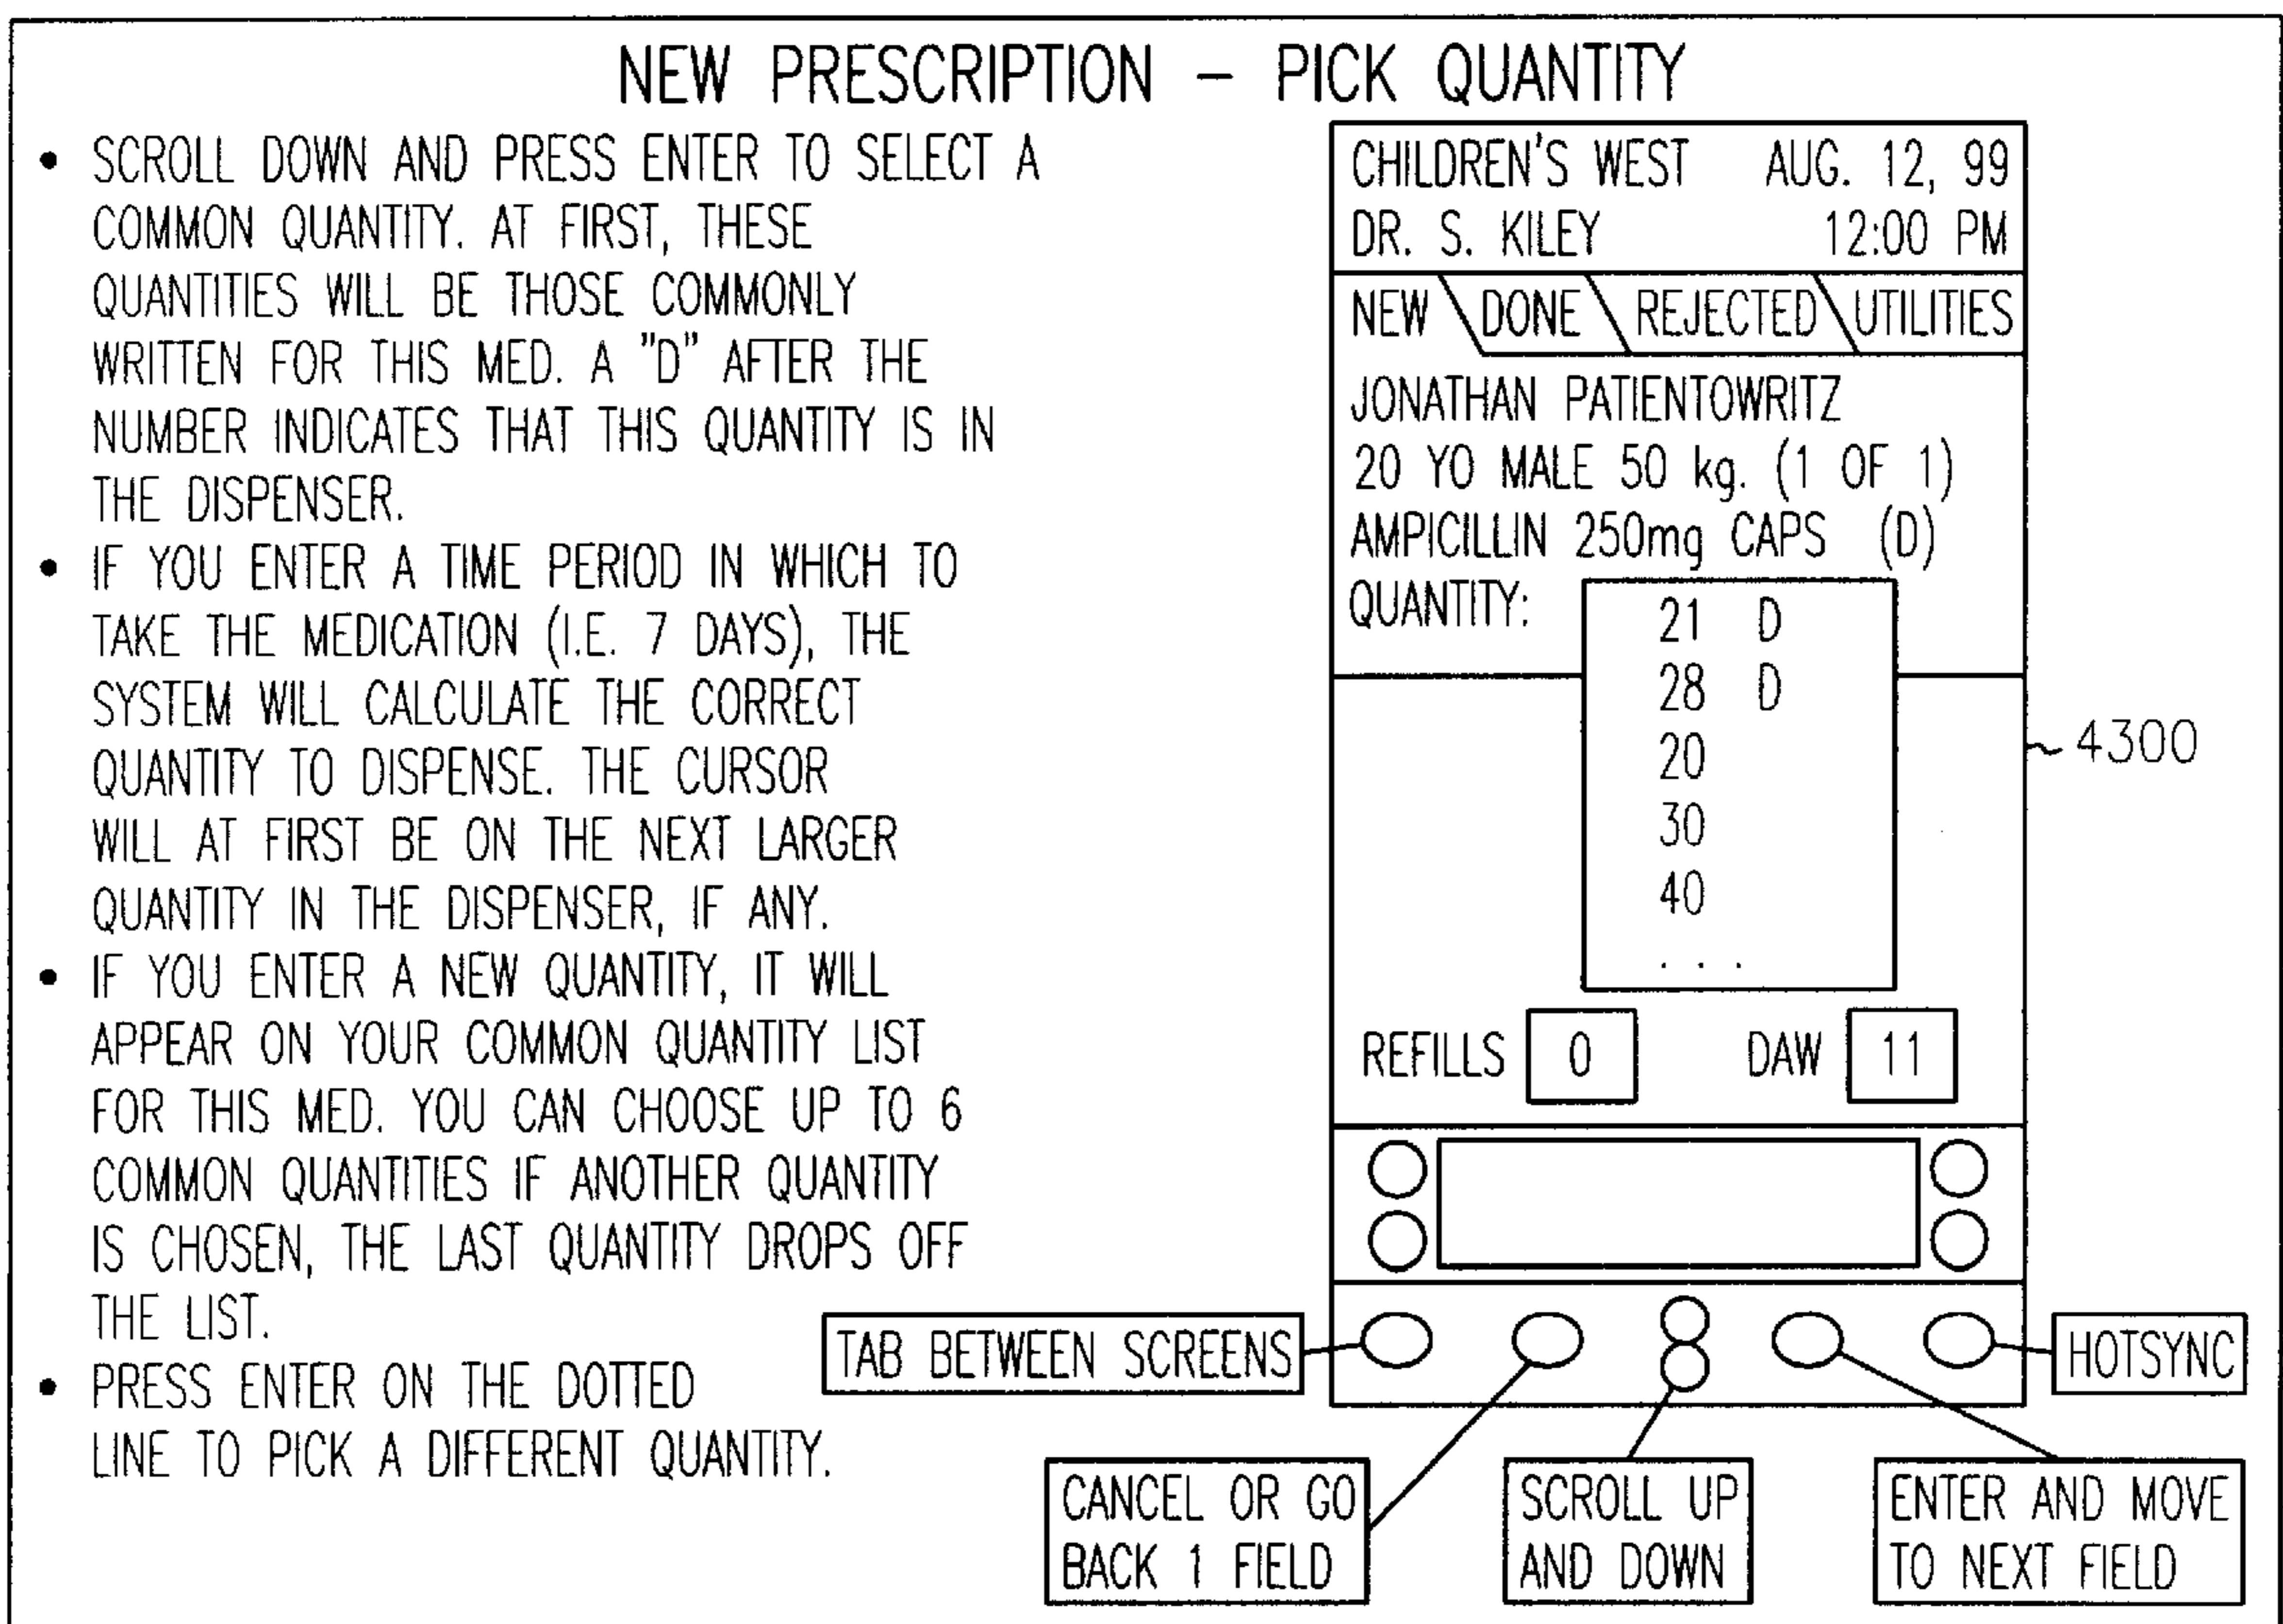 NEW PRESCRIPTION – PICK QUANTITY
• SCROLL DOWN AND PRESS ENTER TO SELECT A
COMMON QUANTITY. AT FIRST, THESE
QUANTITIES WILL BE THOSE COMMONLY
WRITTEN FOR THIS MED. A "D" AFTER THE
NUMBER INDICATES THAT THIS QUANTITY IS IN
THE DISPENSER.
• IF YOU ENTER A TIME PERIOD IN WHICH TO
TAKE THE MEDICATION (I.E. 7 DAYS), THE
SYSTEM WILL CALCULATE THE CORRECT
QUANTITY TO DISPENSE. THE CURSOR
WILL AT FIRST BE ON THE NEXT LARGER
QUANTITY IN THE DISPENSER, IF ANY.
• IF YOU ENTER A NEW QUANTITY, IT WILL
APPEAR ON YOUR COMMON QUANTITY LIST
FOR THIS MED. YOU CAN CHOOSE UP TO 6
COMMON QUANTITIES IF ANOTHER QUANTITY
IS CHOSEN, THE LAST QUANTITY DROPS OFF
THE LIST.
• PRESS ENTER ON THE DOTTED
LINE TO PICK A DIFFERENT QUANTITY.
CHILDREN'S WEST AUG. 12, 99
DR. S. KILEY 12:00 PM
NEW DONE REJECTED UTILITIES
JONATHAN PATIENTOWRITZ
20 YO MALE 50 kg. (1 OF 1)
AMPICILLIN 250mg CAPS (D)
QUANTITY:
21 D
28 D
20
30
40
. . .
4300
REFILLS 0 DAW 11
TAB BETWEEN SCREENS
HOTSYNC
CANCEL OR GO
BACK 1 FIELD
SCROLL UP
AND DOWN
ENTER AND MOVE
TO NEXT FIELD